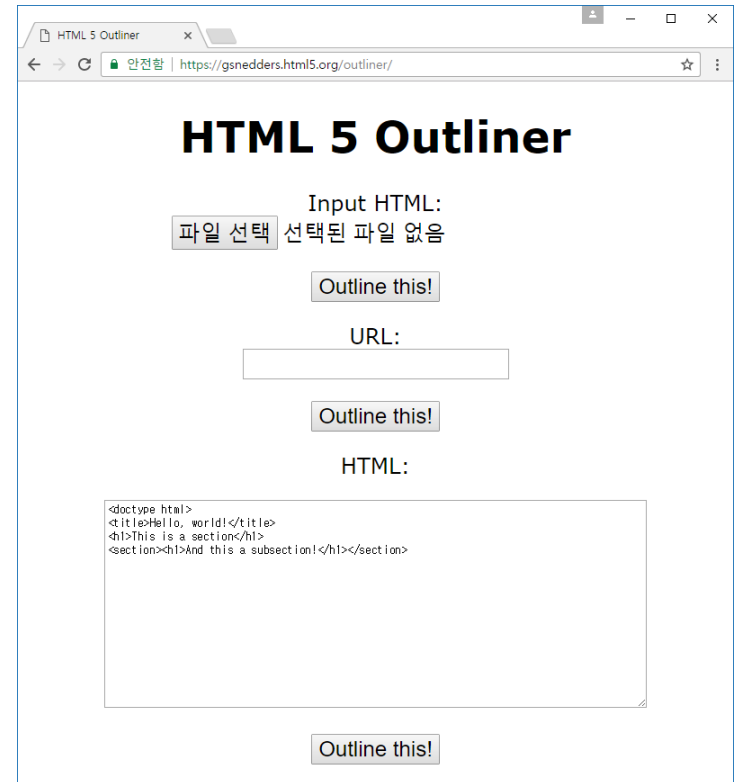 HTML 5 Outliner
안전함 | https://gsnedders.html5.org/outliner/
HTML 5 Outliner
Input HTML:
파일 선택 선택된 파일 없음
Outline this!
URL:
Outline this!
HTML:
<doctype html>
<title>Hello, world!</title>
<h1>This is a section</h1>
<section><h1>And this a subsection!</h1></section>
Outline this!